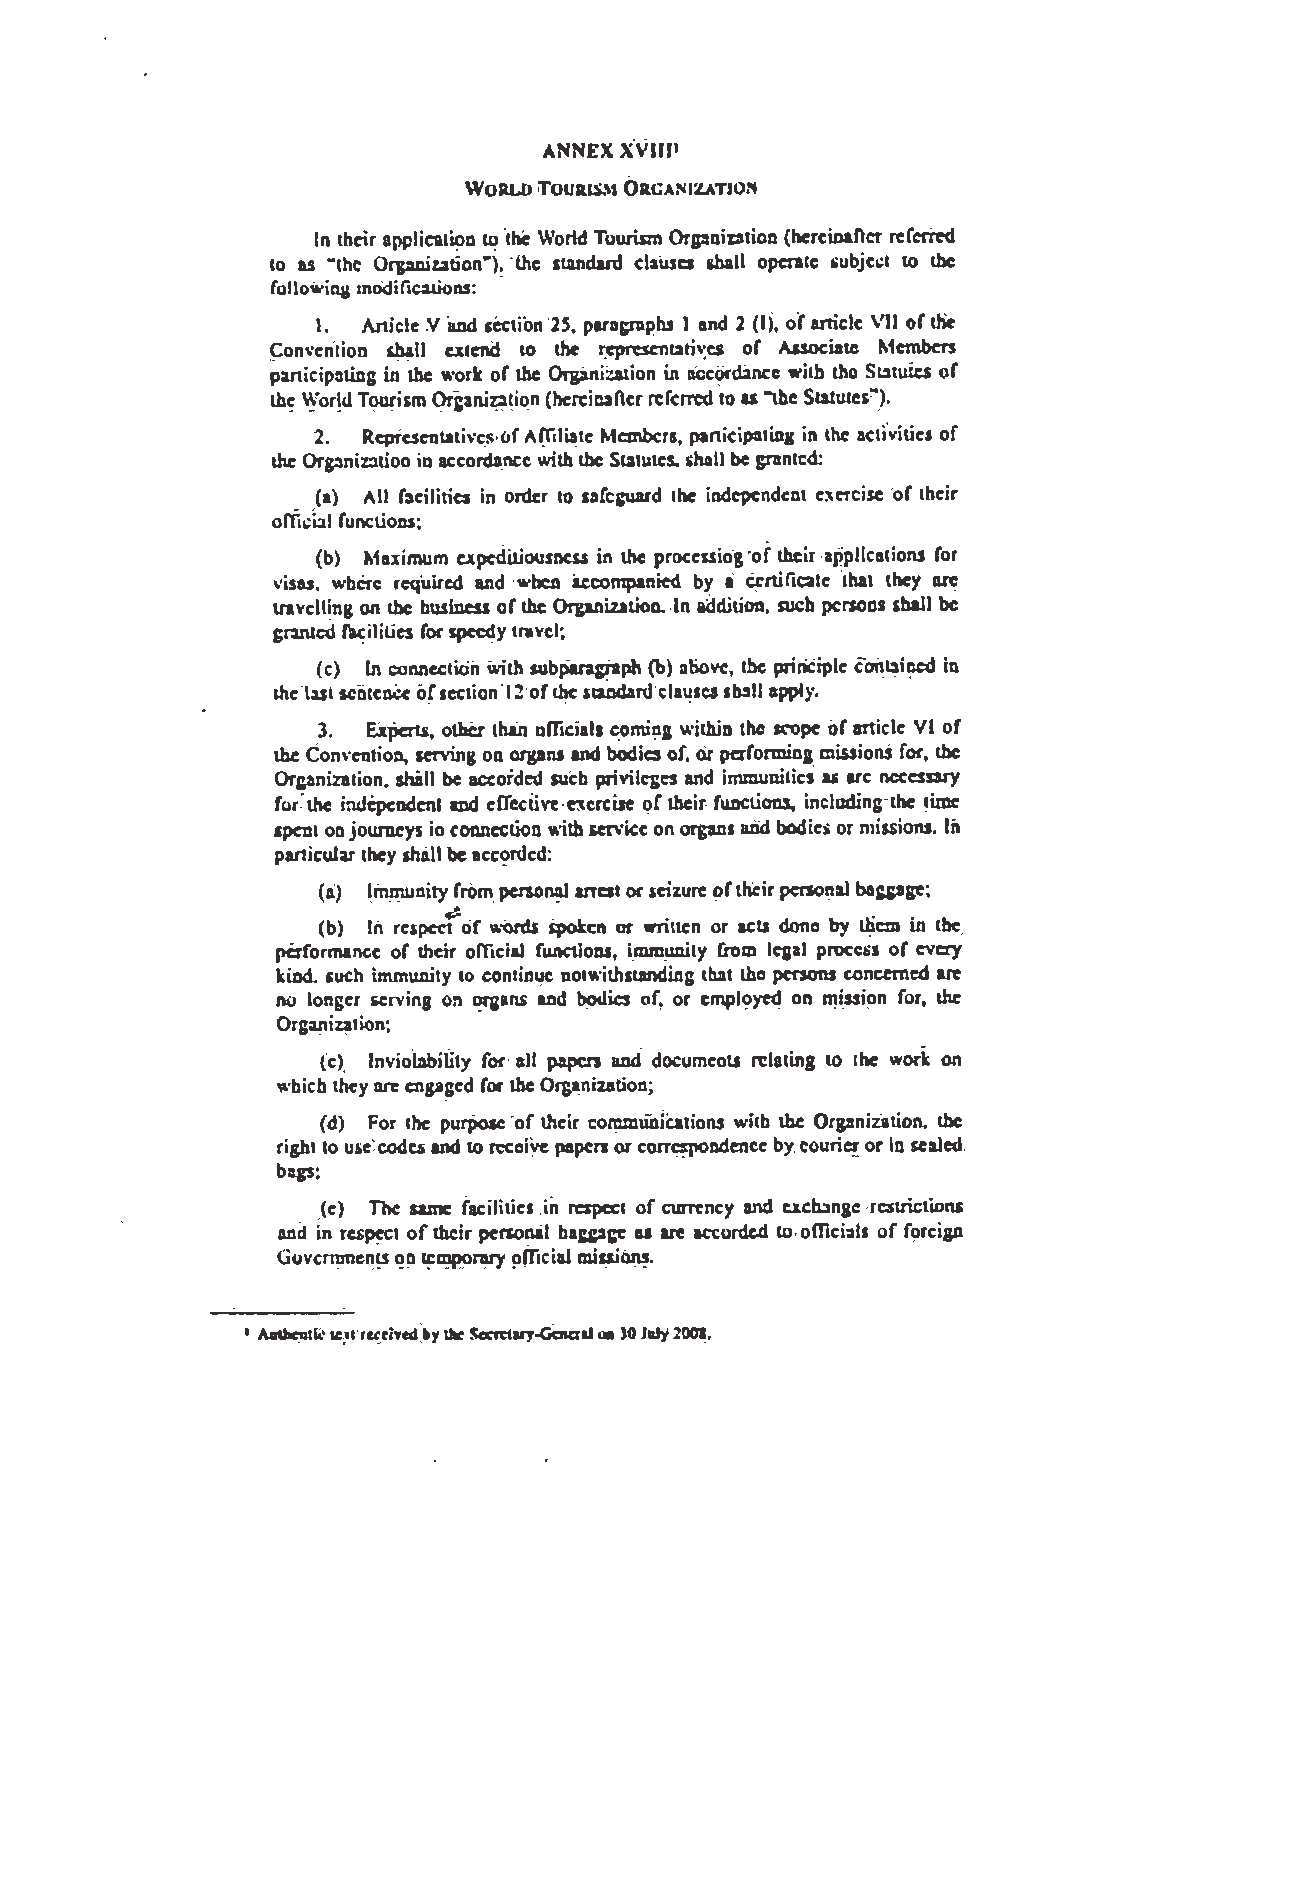 ANNEX XVIII¹
WORLD TOURISM ORGANIZATION
In their application to the World Tourism Organization (hereinafter referred
to as "the Organization"), the standard clauses shall operate subject to the
following modifications:
1. Article V and section 25, paragraphs 1 and 2 (I), of article VII of the
Convention shall extend to the representatives of Associate Members
participating in the work of the Organization in accordance with the Statutes of
the World Tourism Organization (hereinafter referred to as "the Statutes").
2. Representatives of Affiliate Members, participating in the activities of
the Organization in accordance with the Statutes, shall be granted:
(a) All facilities in order to safeguard the independent exercise of their
official functions;
(b) Maximum expeditiousness in the processing of their applications for
visas, where required and when accompanied by a certificate that they are
travelling on the business of the Organization. In addition, such persons shall be
granted facilities for speedy travel;
(c) In connection with subparagraph (b) above, the principle contained in
the last sentence of section 12 of the standard clauses shall apply.
3. Experts, other than officials coming within the scope of article VI of
the Convention, serving on organs and bodies of, or performing missions for, the
Organization, shall be accorded such privileges and immunities as are necessary
for the independent and effective exercise of their functions, including the time
spent on journeys in connection with service on organs and bodies or missions. In
particular they shall be accorded:
(a) Immunity from personal arrest or seizure of their personal baggage;
(b) In respect of words spoken or written or acts done by them in the
performance of their official functions, immunity from legal process of every
kind, such immunity to continue notwithstanding that the persons concerned are
no longer serving on organs and bodies of, or employed on mission for, the
Organization;
(c) Inviolability for all papers and documents relating to the work on
which they are engaged for the Organization;
(d) For the purpose of their communications with the Organization, the
right to use codes and to receive papers or correspondence by courier or in sealed
bags;
(e) The same facilities in respect of currency and exchange restrictions
and in respect of their personal baggage as are accorded to officials of foreign
Governments on temporary official missions.
¹ Authentic text received by the Secretary-General on 30 July 2008.